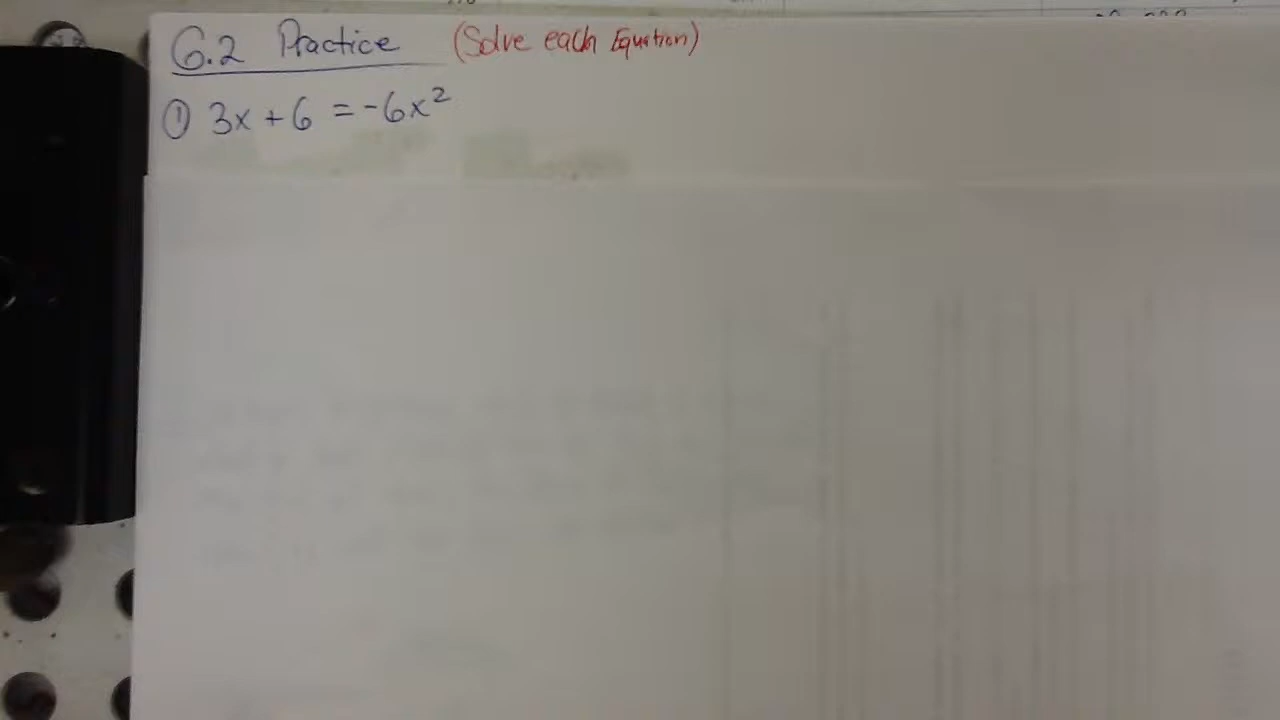 6.2 Practice (Solve each Equation)
① 3x + 6 = -6x²